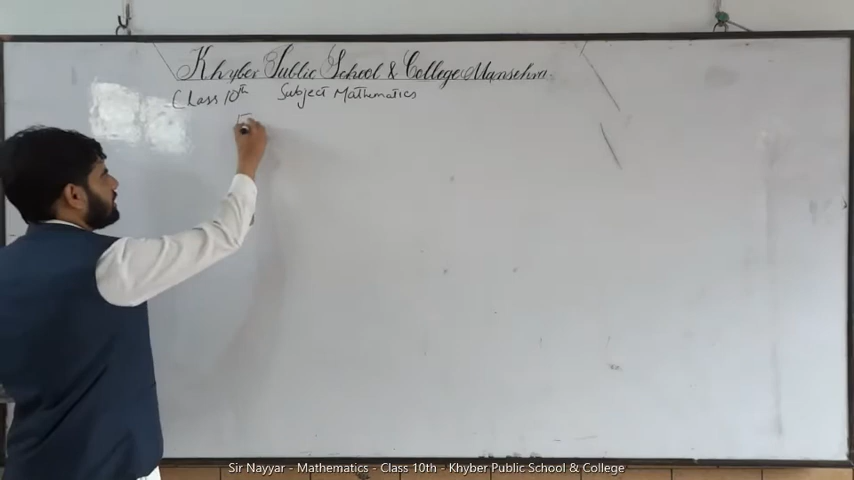 Khyber Public School & College Mansehra.
Class 10th Subject Mathematics
Sir Nayyar - Mathematics - Class 10th - Khyber Public School & College